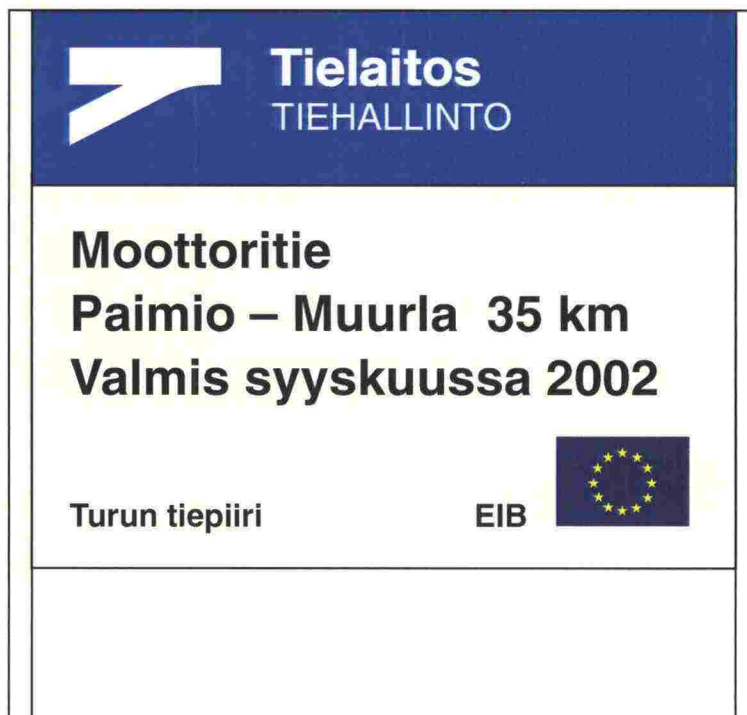 Tielaitos
TIEHALLINTO
Moottoritie
Paimio – Muurla 35 km
Valmis syyskuussa 2002
Turun tiepiiri EIB